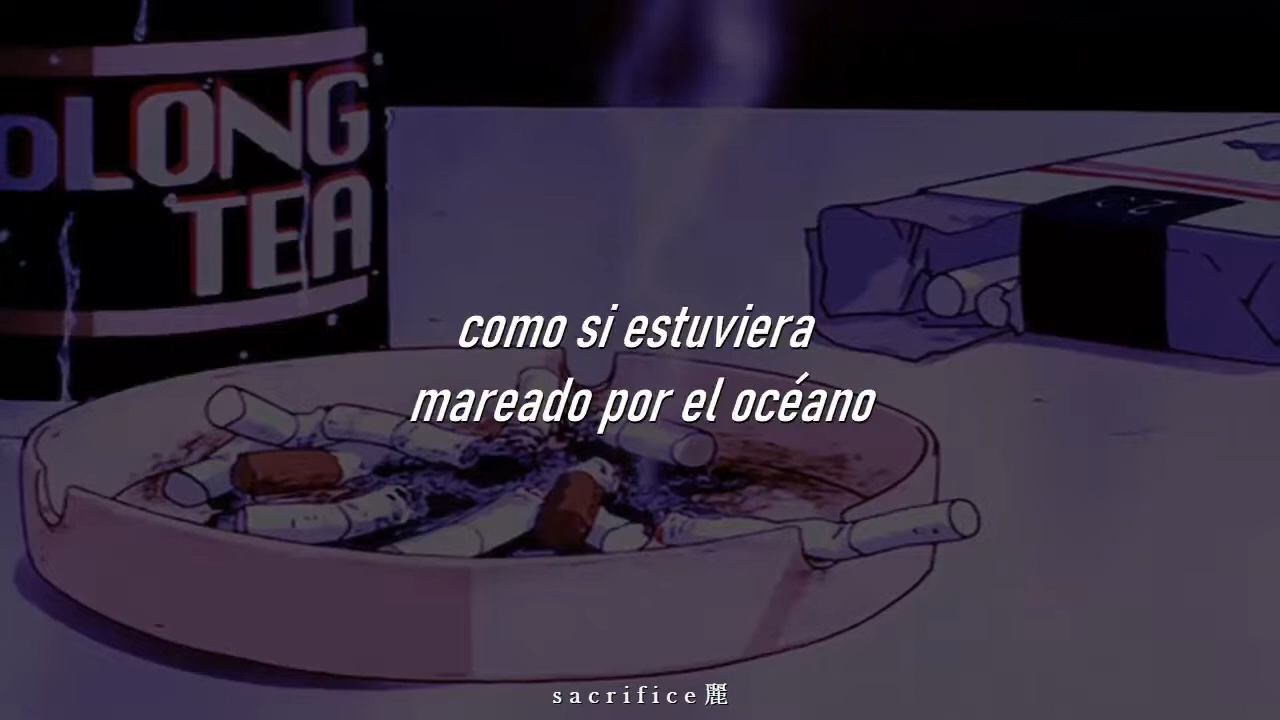 OLONG
TEA
como si estuviera
mareado por el océano
sacrifice麗